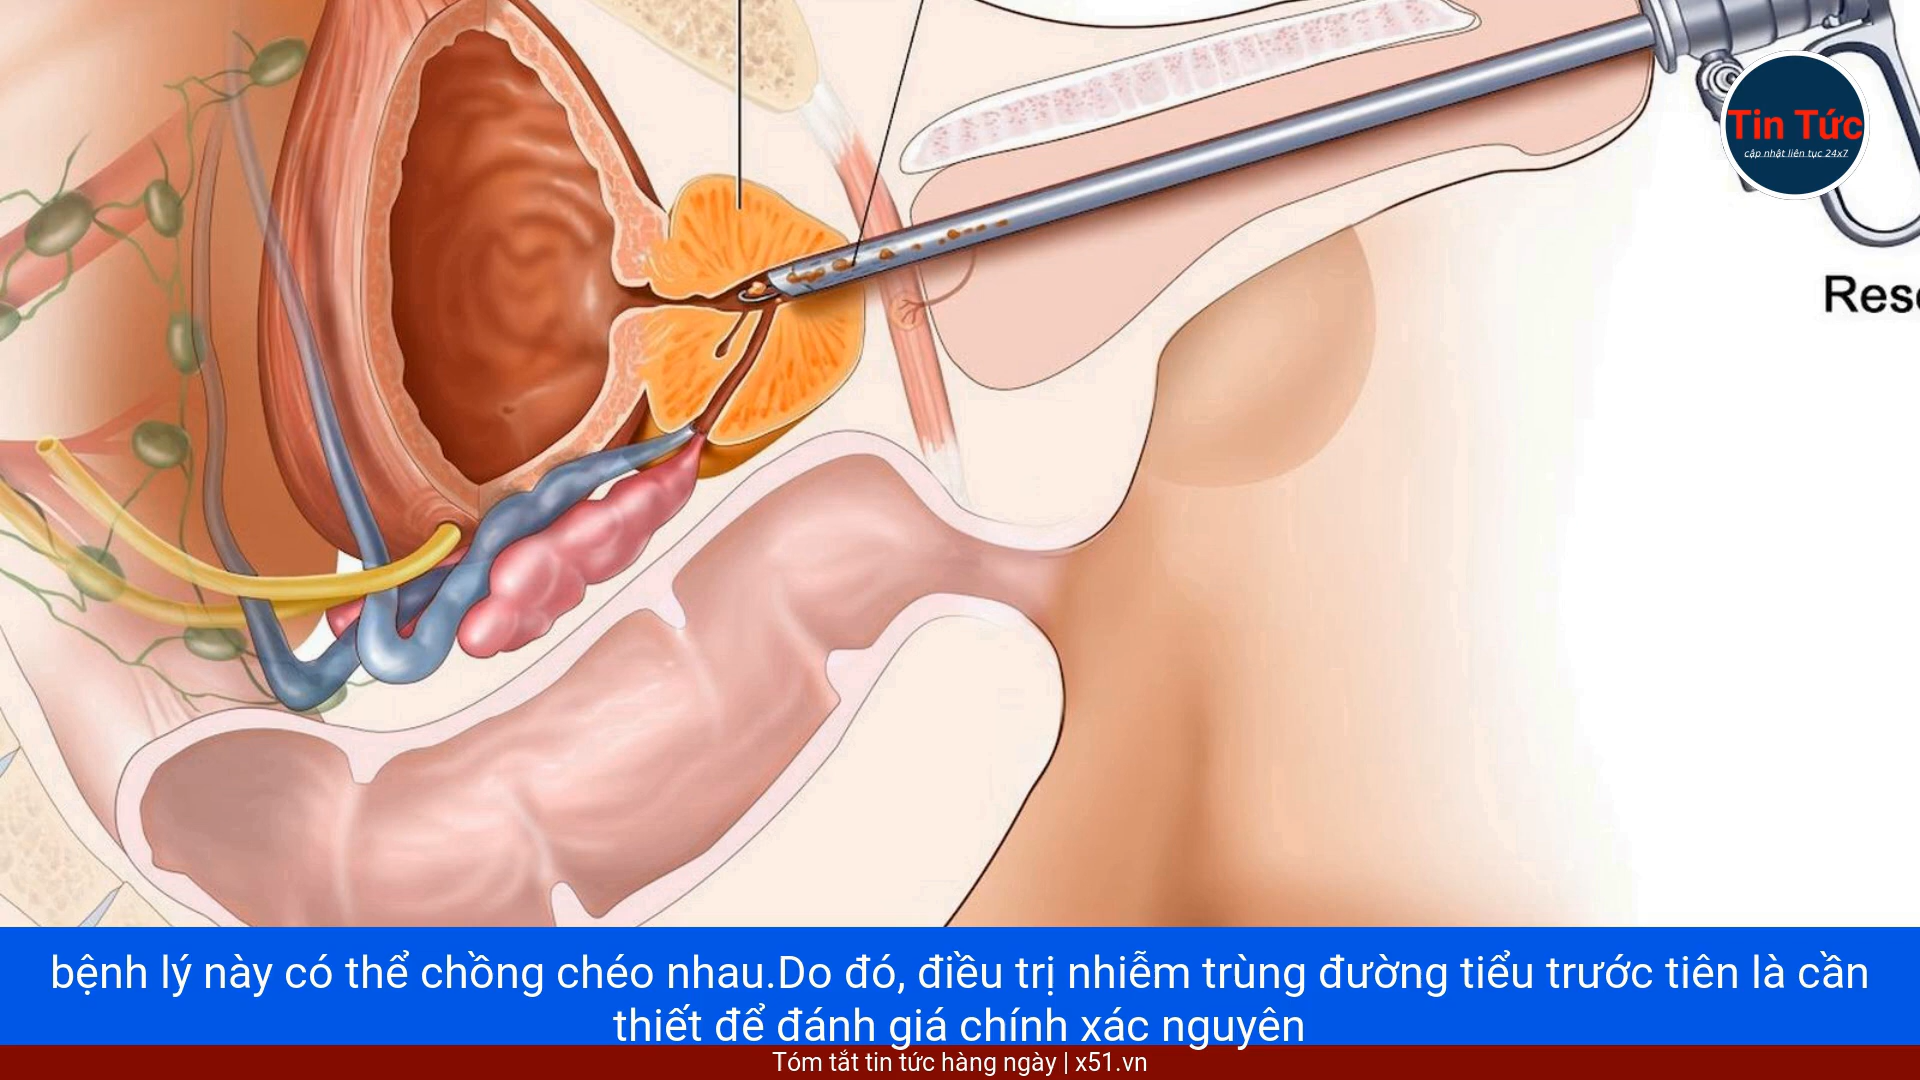 Tin Tức
cập nhật liên tục 24x7
bệnh lý này có thể chồng chéo nhau.Do đó, điều trị nhiễm trùng đường tiểu trước tiên là cần
thiết để đánh giá chính xác nguyên
Tóm tắt tin tức hàng ngày | x51.vn